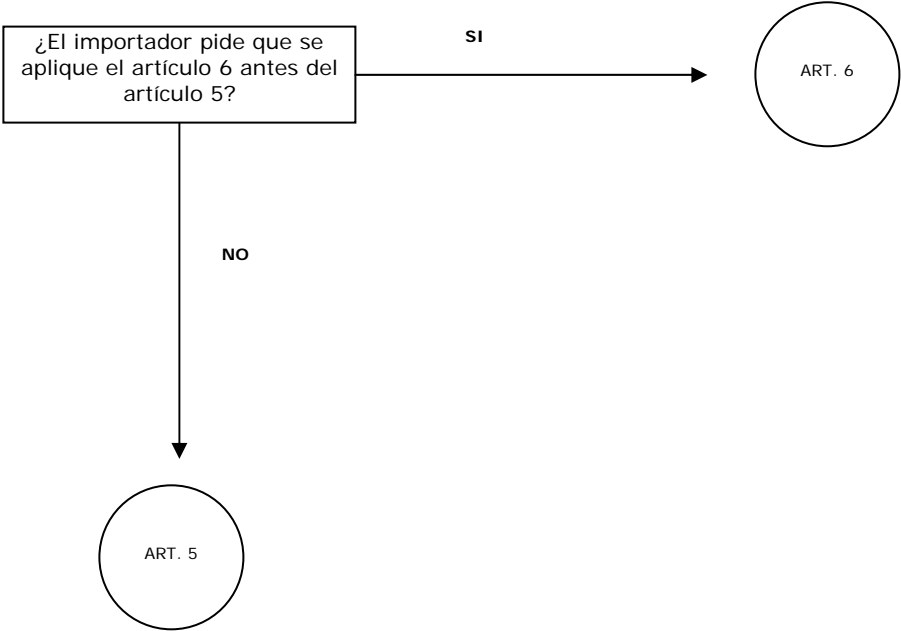 ¿El importador pide que se
aplique el artículo 6 antes del
artículo 5?
SI
ART. 6
NO
ART. 5